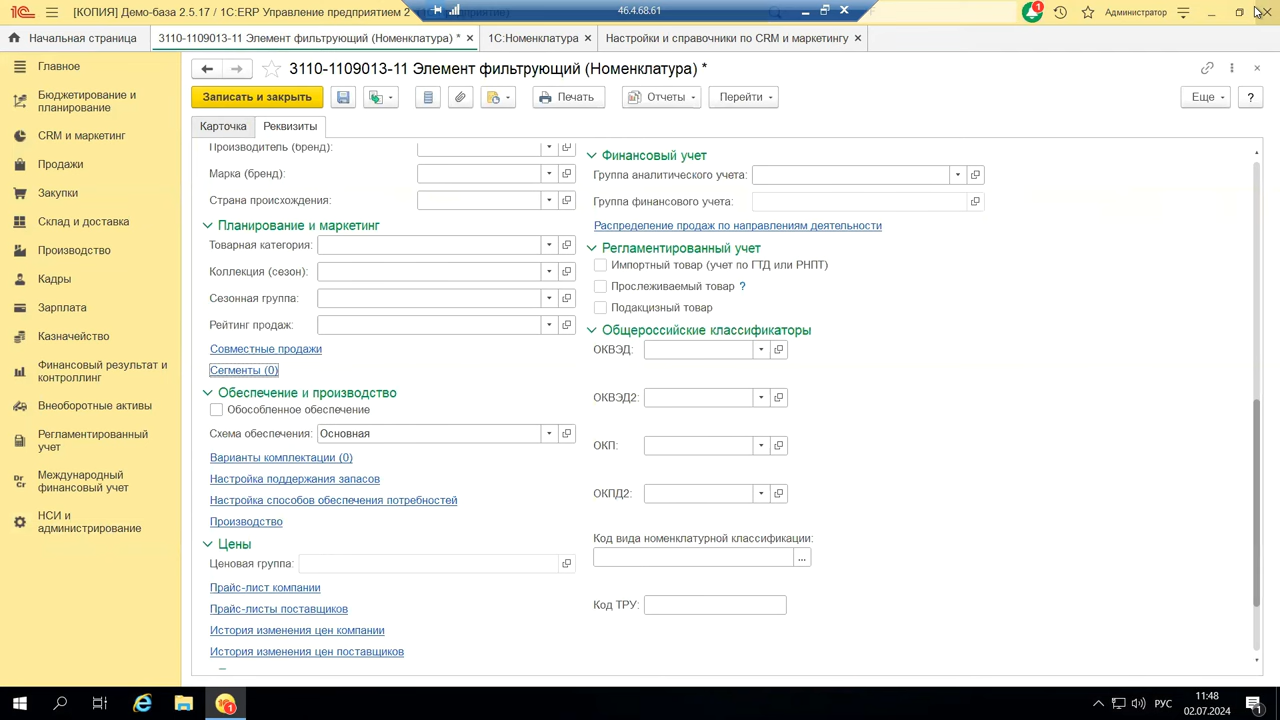 [КОПИЯ] Демо-база 2.5.17 / 1С:ERP Управление предприятием 2
46.4.68.61
1
Администратор
Начальная страница
3110-1109013-11 Элемент фильтрующий (Номенклатура) *
1С:Номенклатура
Настройки и справочники по CRM и маркетингу
Главное
Бюджетирование и
планирование
CRM и маркетинг
Продажи
Закупки
Склад и доставка
Производство
Кадры
Зарплата
Казначейство
Финансовый результат и
контроллинг
Внеоборотные активы
Регламентированный
учет
Международный
финансовый учет
НСИ и
администрирование
3110-1109013-11 Элемент фильтрующий (Номенклатура) *
Записать и закрыть
Печать
Отчеты
Перейти
Еще
?
Карточка
Реквизиты
Производитель (бренд):
Марка (бренд):
Страна происхождения:
Планирование и маркетинг
Товарная категория:
Коллекция (сезон):
Сезонная группа:
Рейтинг продаж:
Совместные продажи
Сегменты (0)
Обеспечение и производство
Обособленное обеспечение
Схема обеспечения: Основная
Варианты комплектации (0)
Настройка поддержания запасов
Настройка способов обеспечения потребностей
Производство
Цены
Ценовая группа:
Прайс-лист компании
Прайс-листы поставщиков
История изменения цен компании
История изменения цен поставщиков
Финансовый учет
Группа аналитического учета:
Группа финансового учета:
Распределение продаж по направлениям деятельности
Регламентированный учет
Импортный товар (учет по ГТД или РНПТ)
Прослеживаемый товар ?
Подакцизный товар
Общероссийские классификаторы
ОКВЭД:
ОКВЭД2:
ОКП:
ОКПД2:
Код вида номенклатурной классификации:
...
Код ТРУ:
1
РУС
11:48
02.07.2024
1